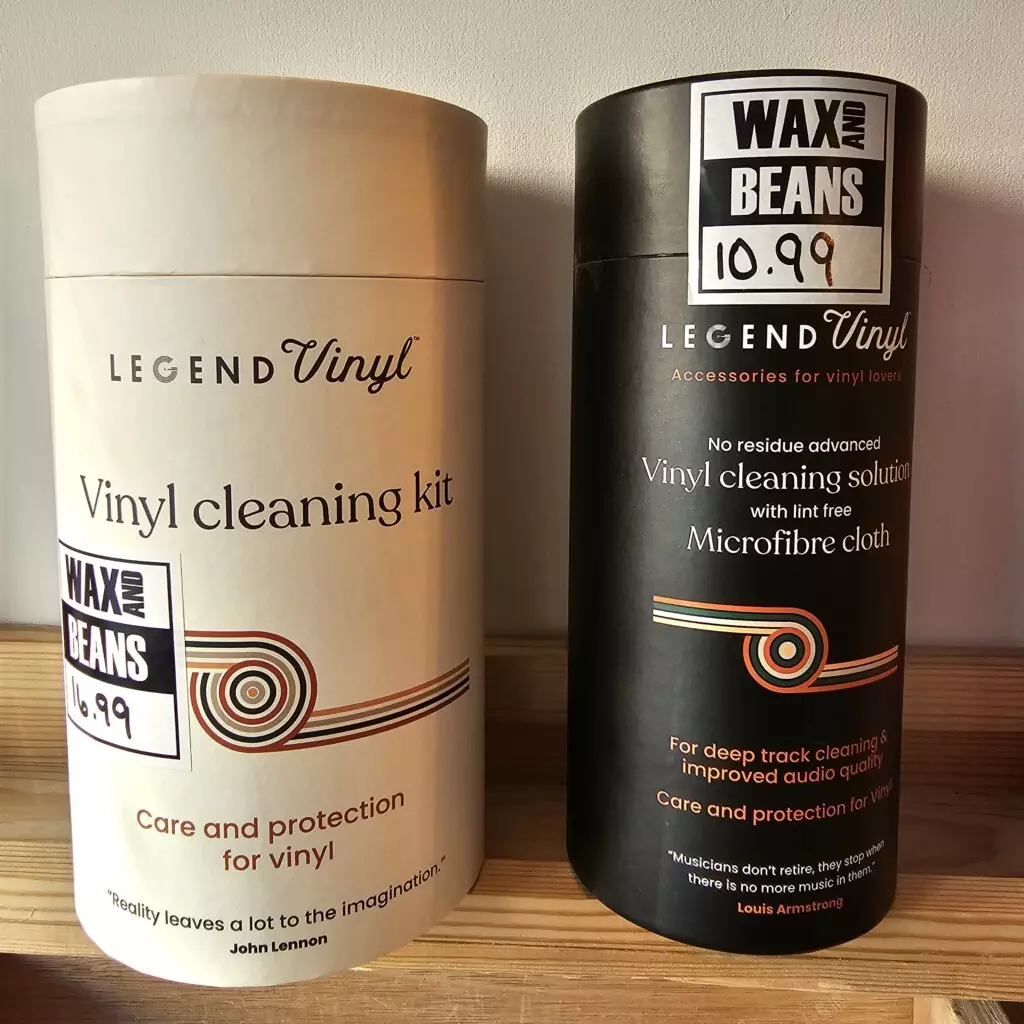 LEGEND Vinyl™
Vinyl cleaning kit
WAX AND
BEANS
16.99
Care and protection
for vinyl
"Reality leaves a lot to the imagination."
John Lennon
WAX AND
BEANS
10.99
LEGEND Vinyl
Accessories for vinyl lovers
No residue advanced
Vinyl cleaning solution
with lint free
Microfibre cloth
For deep track cleaning &
improved audio quality
Care and protection for Vinyl
"Musicians don't retire, they stop when
there is no more music in them."
Louis Armstrong